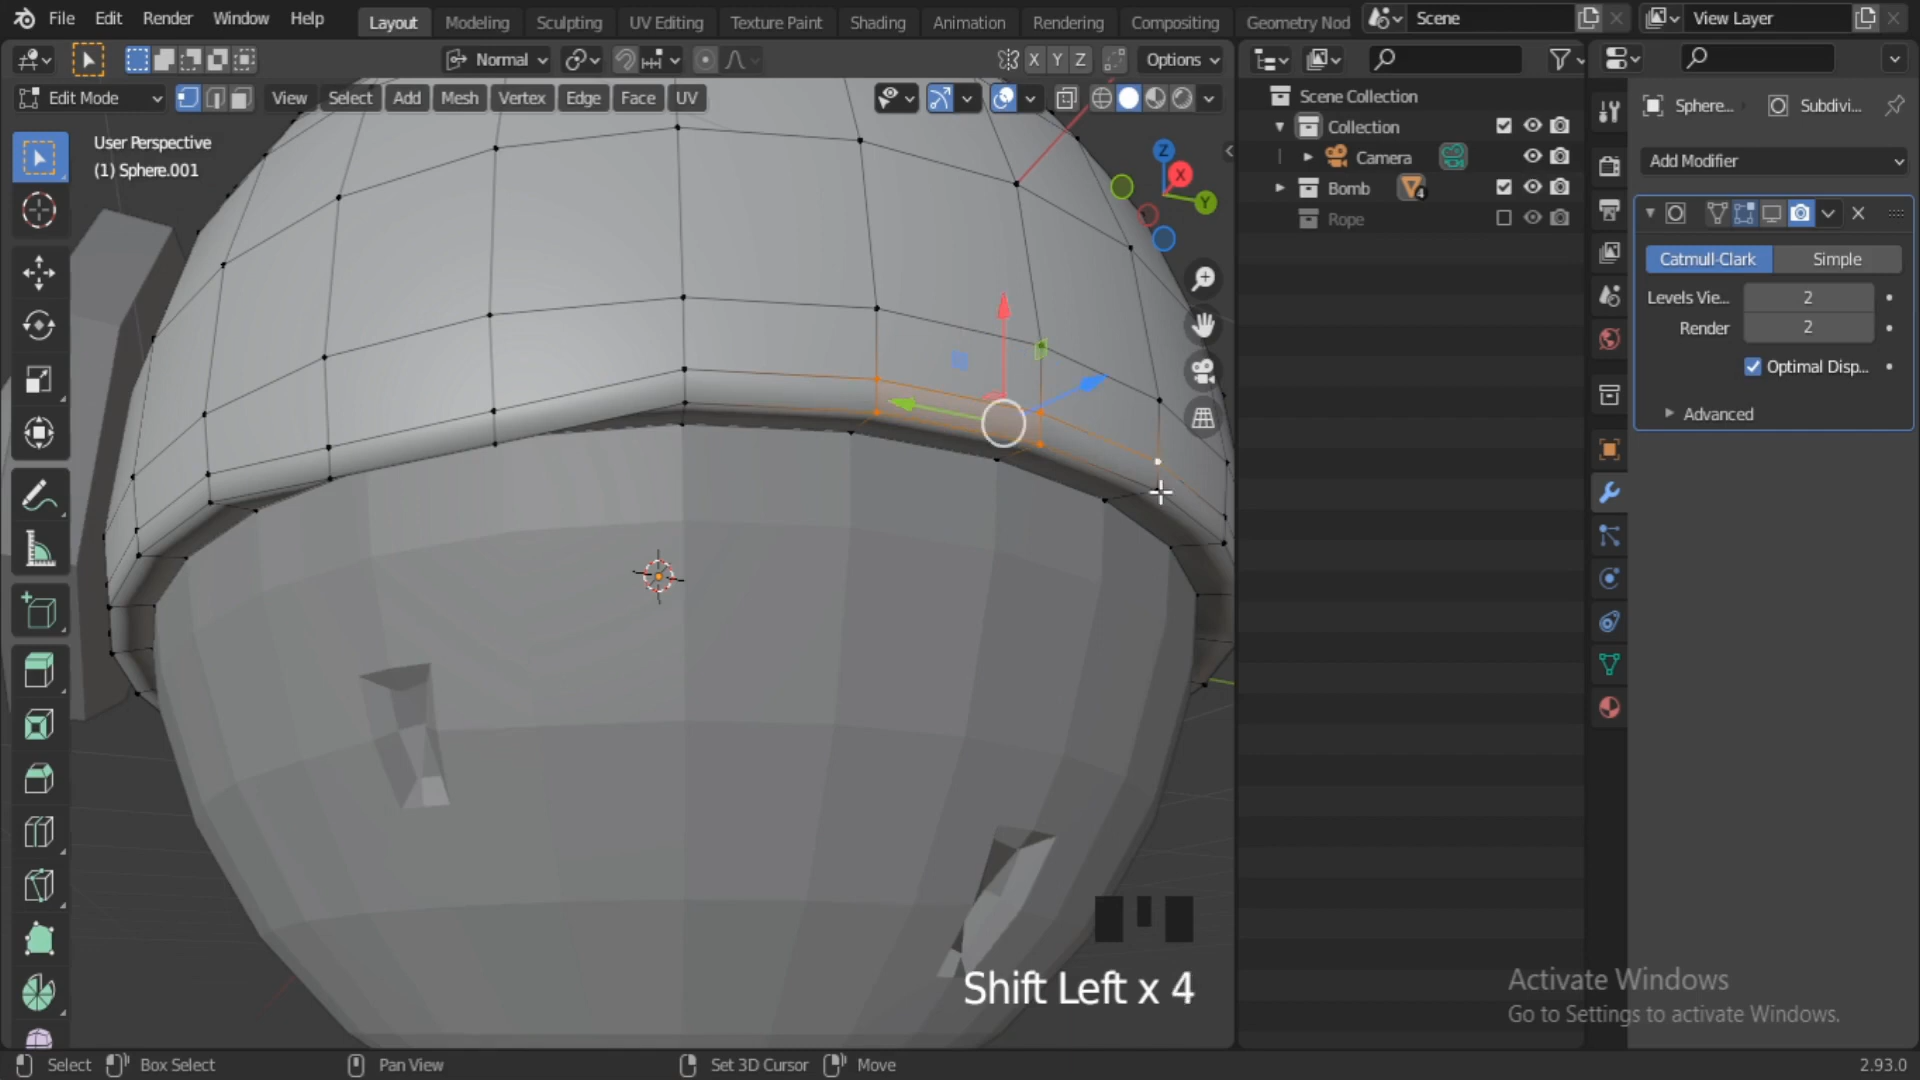 File Edit Render Window Help
Layout Modeling Sculpting UV Editing Texture Paint Shading Animation Rendering Compositing Geometry Nod
Scene
View Layer
Normal
X Y Z
Options
Edit Mode
View Select Add Mesh Vertex Edge Face UV
User Perspective
(1) Sphere.001
Z
X
Y
Scene Collection
Collection
Camera
Bomb 4
Rope
Sphere...
Subdivi...
Add Modifier
Catmull-Clark Simple
Levels Vie... 2
Render 2
Optimal Disp...
Advanced
Shift Left x 4
Activate Windows
Go to Settings to activate Windows.
Select Box Select Pan View Set 3D Cursor Move 2.93.0